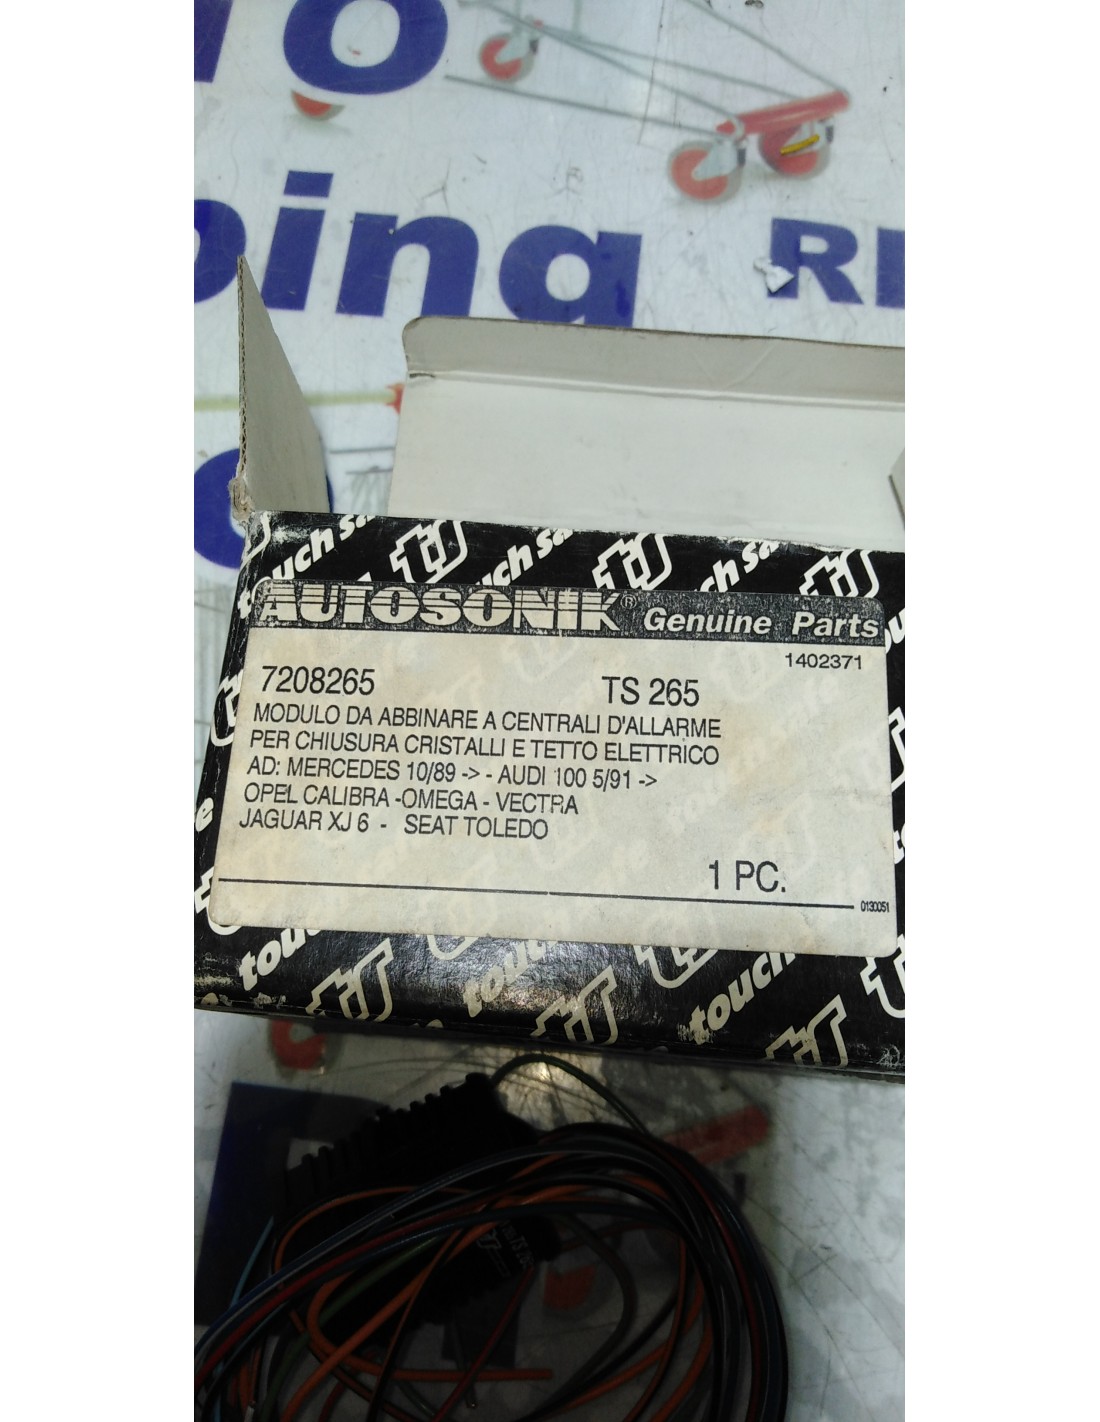 ping
AUTOSONIK® Genuine Parts
1402371
7208265 TS 265
MODULO DA ABBINARE A CENTRALI D'ALLARME
PER CHIUSURA CRISTALLI E TETTO ELETTRICO
AD: MERCEDES 10/89 -> - AUDI 100 5/91 ->
OPEL CALIBRA -OMEGA - VECTRA
JAGUAR XJ 6 - SEAT TOLEDO
1 PC.
0130051
touch
touch